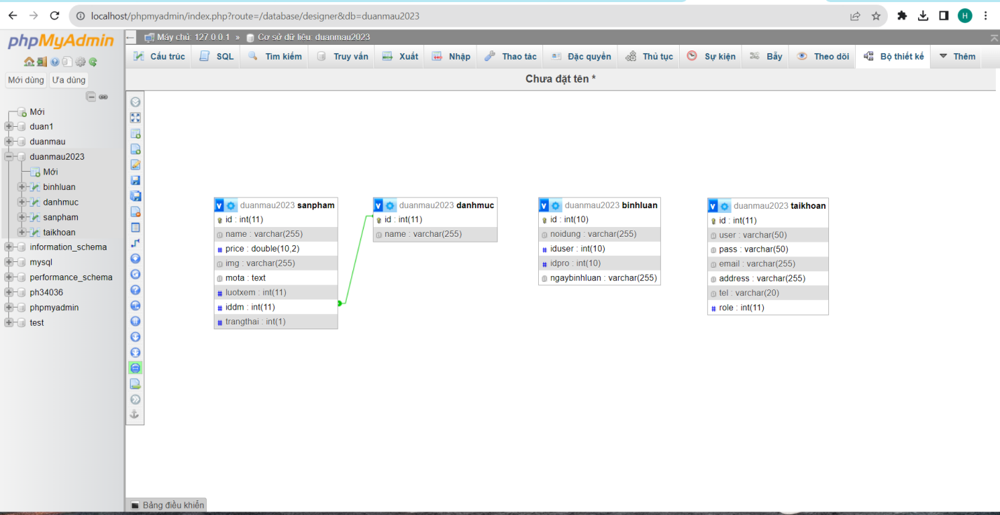 localhost/phpmyadmin/index.php?route=/database/designer&db=duanmau2023
H
phpMyAdmin
Mới dùng Ưa dùng
Mới
duan1
duanmau
duanmau2023
Mới
binhluan
danhmuc
sanpham
taikhoan
information_schema
mysql
performance_schema
ph34036
phpmyadmin
test
Máy chủ: 127.0.0.1 » Cơ sở dữ liệu: duanmau2023
Cấu trúc SQL Tìm kiếm Truy vấn Xuất Nhập Thao tác Đặc quyền Thủ tục Sự kiện Bẫy Theo dõi Bộ thiết kế Thêm
Chưa đặt tên *
V duanmau2023 sanpham
id : int(11)
name : varchar(255)
# price : double(10,2)
img : varchar(255)
mota : text
# luotxem : int(11)
# iddm : int(11)
# trangthai : int(1)
V duanmau2023 danhmuc
id : int(11)
name : varchar(255)
V duanmau2023 binhluan
id : int(10)
noidung : varchar(255)
# iduser : int(10)
# idpro : int(10)
ngaybinhluan : varchar(255)
V duanmau2023 taikhoan
id : int(11)
user : varchar(50)
pass : varchar(50)
email : varchar(255)
address : varchar(255)
tel : varchar(20)
# role : int(11)
Bảng điều khiển